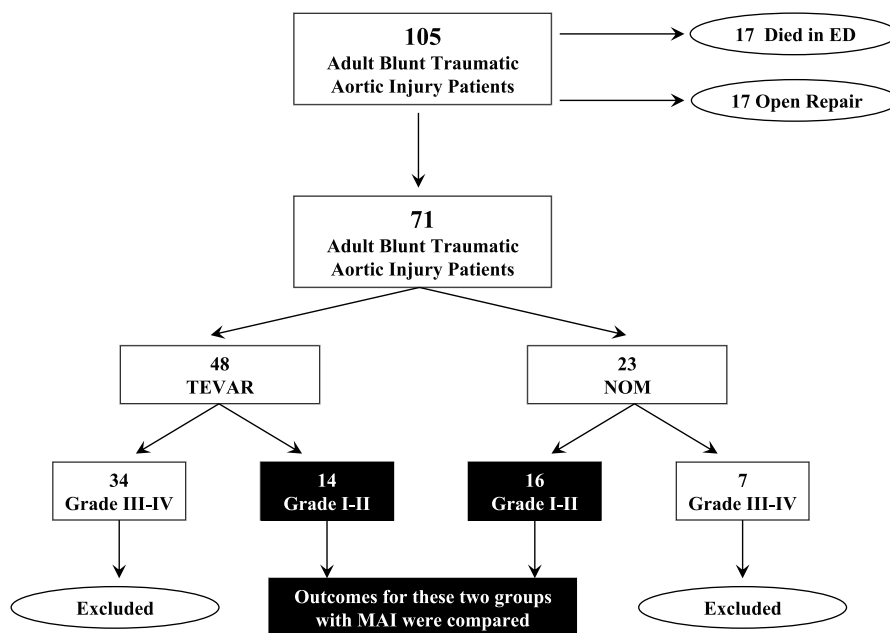 105
Adult Blunt Traumatic
Aortic Injury Patients
17 Died in ED
17 Open Repair
71
Adult Blunt Traumatic
Aortic Injury Patients
48
TEVAR
23
NOM
34
Grade III-IV
14
Grade I-II
16
Grade I-II
7
Grade III-IV
Excluded
Outcomes for these two groups
with MAI were compared
Excluded